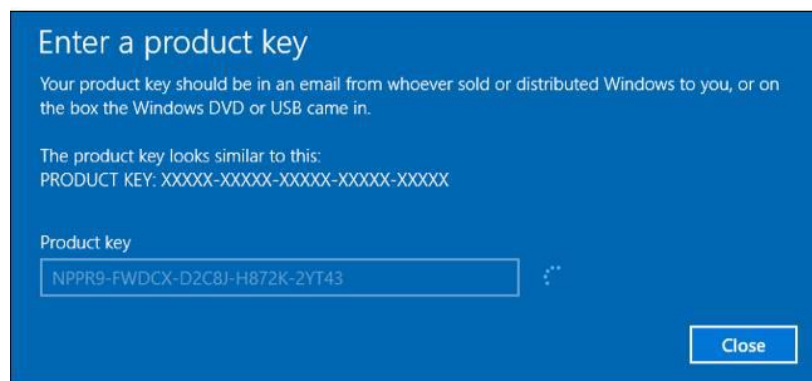 Enter a product key
Your product key should be in an email from whoever sold or distributed Windows to you, or on
the box the Windows DVD or USB came in.
The product key looks similar to this:
PRODUCT KEY: XXXXX-XXXXX-XXXXX-XXXXX-XXXXX
Product key
NPPR9-FWDCX-D2C8J-H872K-2YT43
Close